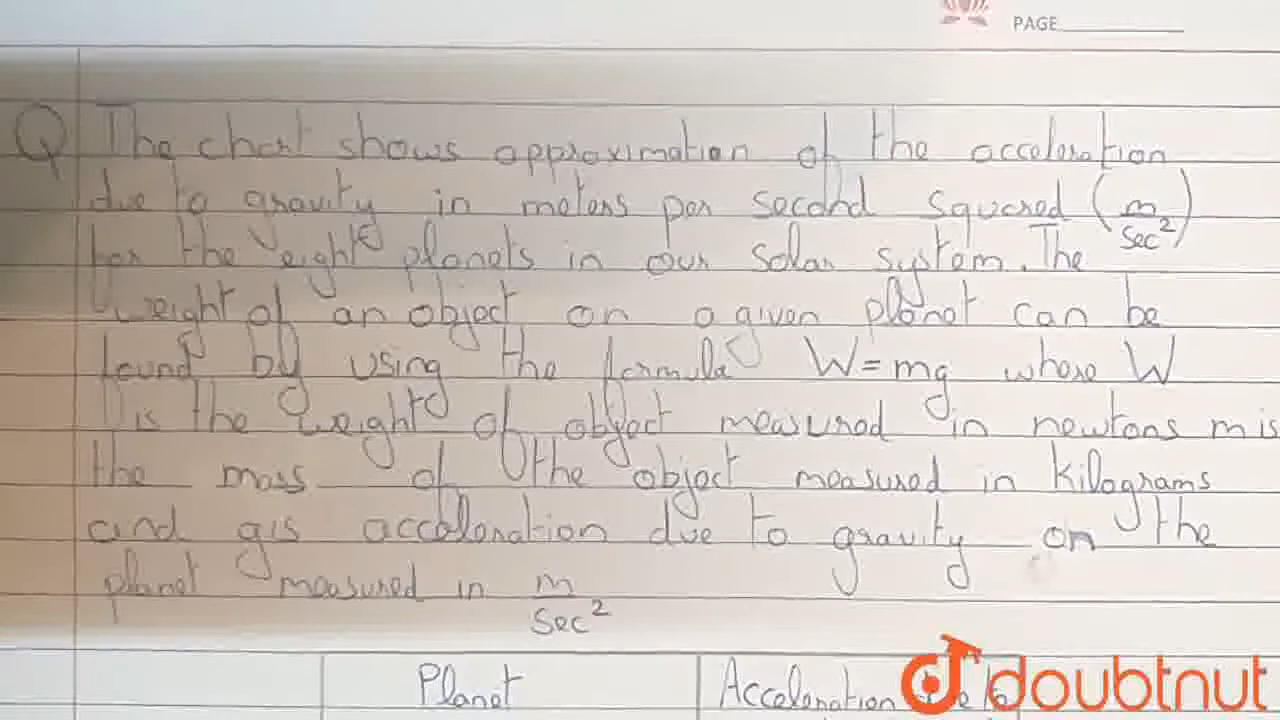 PAGE
Q The chart shows approximation of the acceleration
due to gravity in meters per second squared (m/sec²)
for the eight planets in our solar system. The
weight of an object on a given planet can be
found by using the formula W = mg where W
is the weight of object measured in newtons m is
the mass of the object measured in kilograms
and g is acceleration due to gravity on the
planet measured in m/sec²
Planet Acceleration to
doubtnut